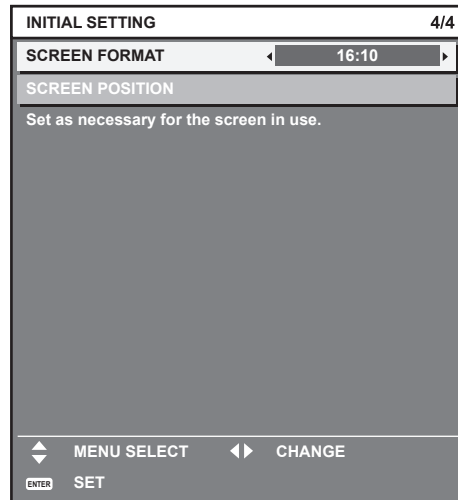 INITIAL SETTING 4/4
SCREEN FORMAT 16:10
SCREEN POSITION
Set as necessary for the screen in use.
MENU SELECT CHANGE
ENTER SET